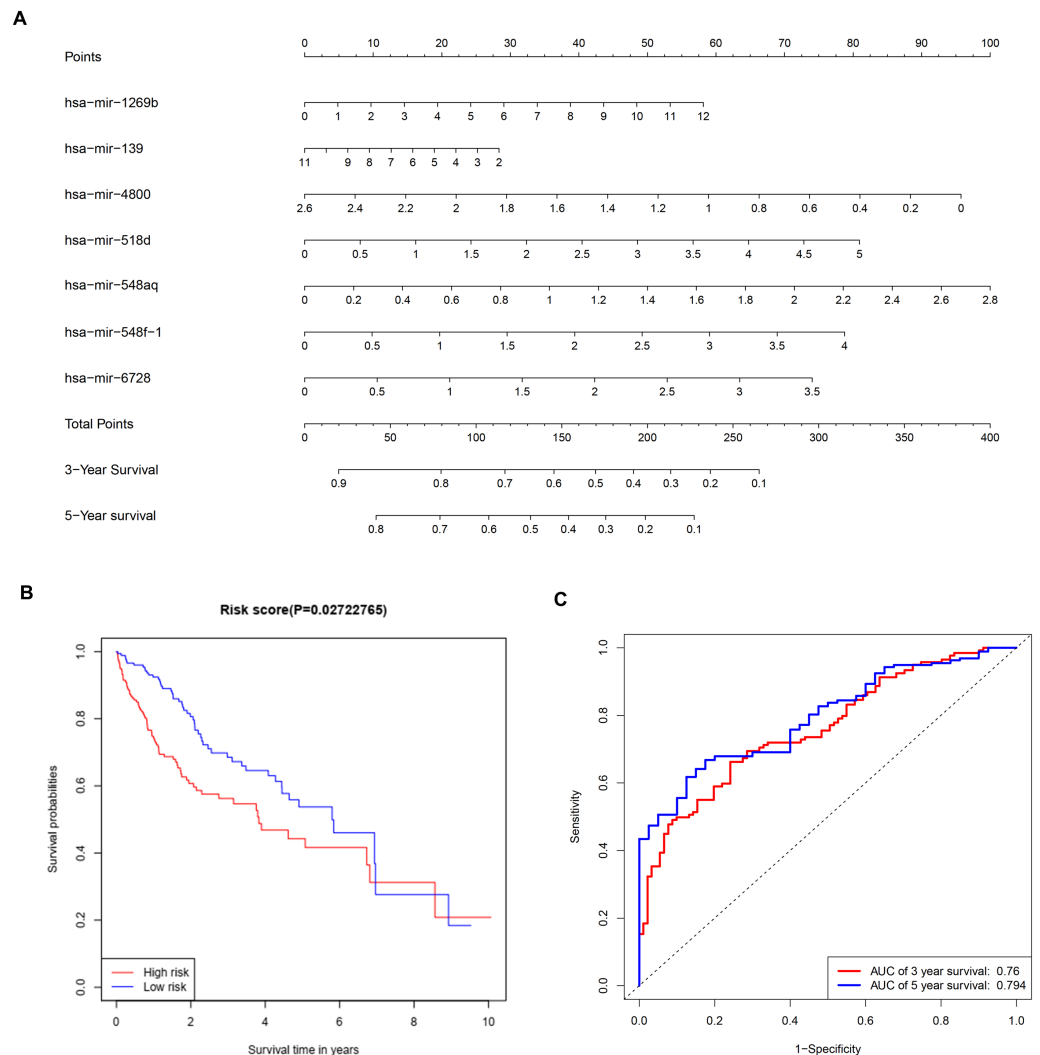 A
Points
0 10 20 30 40 50 60 70 80 90 100
hsa−mir−1269b
0 1 2 3 4 5 6 7 8 9 10 11 12
hsa−mir−139
11 9 8 7 6 5 4 3 2
hsa−mir−4800
2.6 2.4 2.2 2 1.8 1.6 1.4 1.2 1 0.8 0.6 0.4 0.2 0
hsa−mir−518d
0 0.5 1 1.5 2 2.5 3 3.5 4 4.5 5
hsa−mir−548aq
0 0.2 0.4 0.6 0.8 1 1.2 1.4 1.6 1.8 2 2.2 2.4 2.6 2.8
hsa−mir−548f−1
0 0.5 1 1.5 2 2.5 3 3.5 4
hsa−mir−6728
0 0.5 1 1.5 2 2.5 3 3.5
Total Points
0 50 100 150 200 250 300 350 400
3−Year Survival
0.9 0.8 0.7 0.6 0.5 0.4 0.3 0.2 0.1
5−Year survival
0.8 0.7 0.6 0.5 0.4 0.3 0.2 0.1
B
Risk score(P=0.02722765)
Survival probabilities
1.0
0.8
0.6
0.4
0.2
0.0
High risk
Low risk
0 2 4 6 8 10
Survival time in years
C
Sensitivity
1.0
0.8
0.6
0.4
0.2
0.0
AUC of 3 year survival: 0.76
AUC of 5 year survival: 0.794
0.0 0.2 0.4 0.6 0.8 1.0
1−Specificity